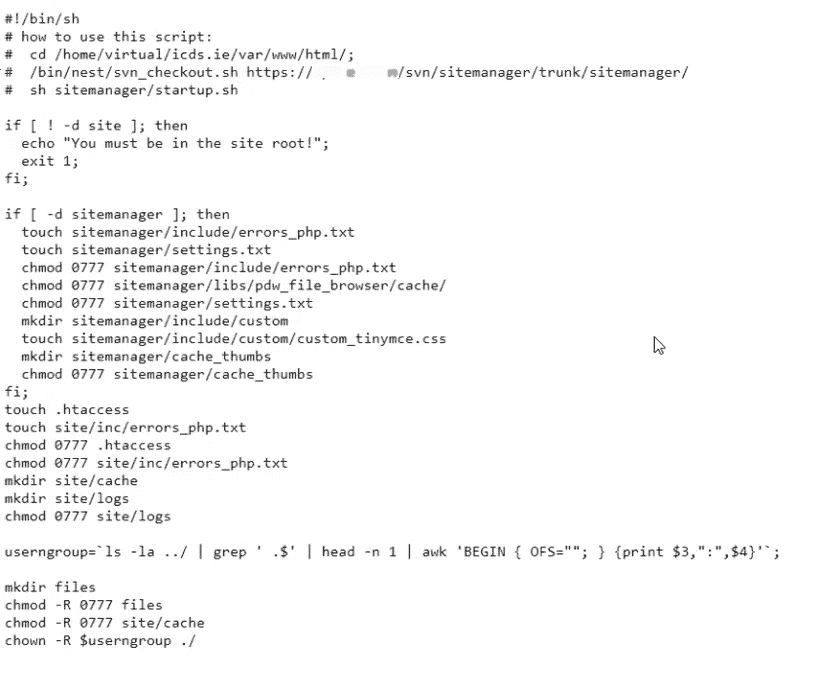 #!/bin/sh
# how to use this script:
#  cd /home/virtual/icds.ie/var/www/html/;
#  /bin/nest/svn_checkout.sh https:// /svn/sitemanager/trunk/sitemanager/
#  sh sitemanager/startup.sh
if [ ! -d site ]; then
  echo "You must be in the site root!";
  exit 1;
fi;
if [ -d sitemanager ]; then
  touch sitemanager/include/errors_php.txt
  touch sitemanager/settings.txt
  chmod 0777 sitemanager/include/errors_php.txt
  chmod 0777 sitemanager/libs/pdw_file_browser/cache/
  chmod 0777 sitemanager/settings.txt
  mkdir sitemanager/include/custom
  touch sitemanager/include/custom/custom_tinymce.css
  mkdir sitemanager/cache_thumbs
  chmod 0777 sitemanager/cache_thumbs
fi;
touch .htaccess
touch site/inc/errors_php.txt
chmod 0777 .htaccess
chmod 0777 site/inc/errors_php.txt
mkdir site/cache
mkdir site/logs
chmod 0777 site/logs
userngroup=`ls -la ../ | grep ' .$' | head -n 1 | awk 'BEGIN { OFS=""; } {print $3,":",$4}'`;
mkdir files
chmod -R 0777 files
chmod -R 0777 site/cache
chown -R $userngroup ./